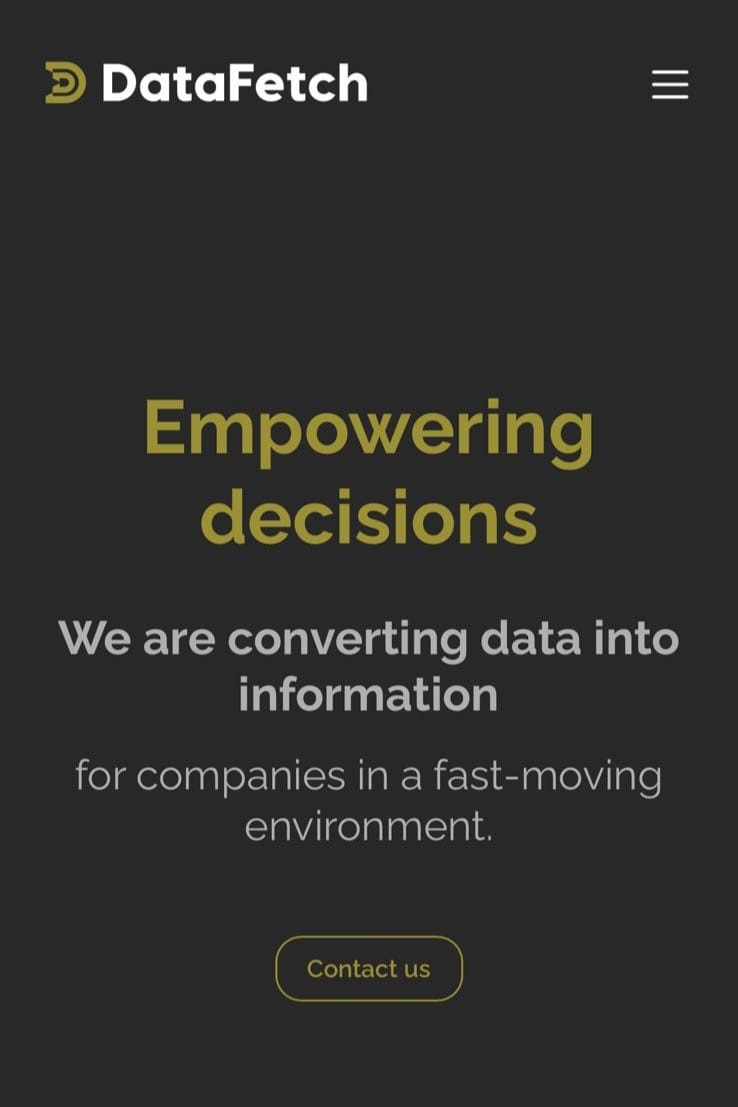 DataFetch
Empowering
decisions
We are converting data into
information
for companies in a fast-moving
environment.
Contact us